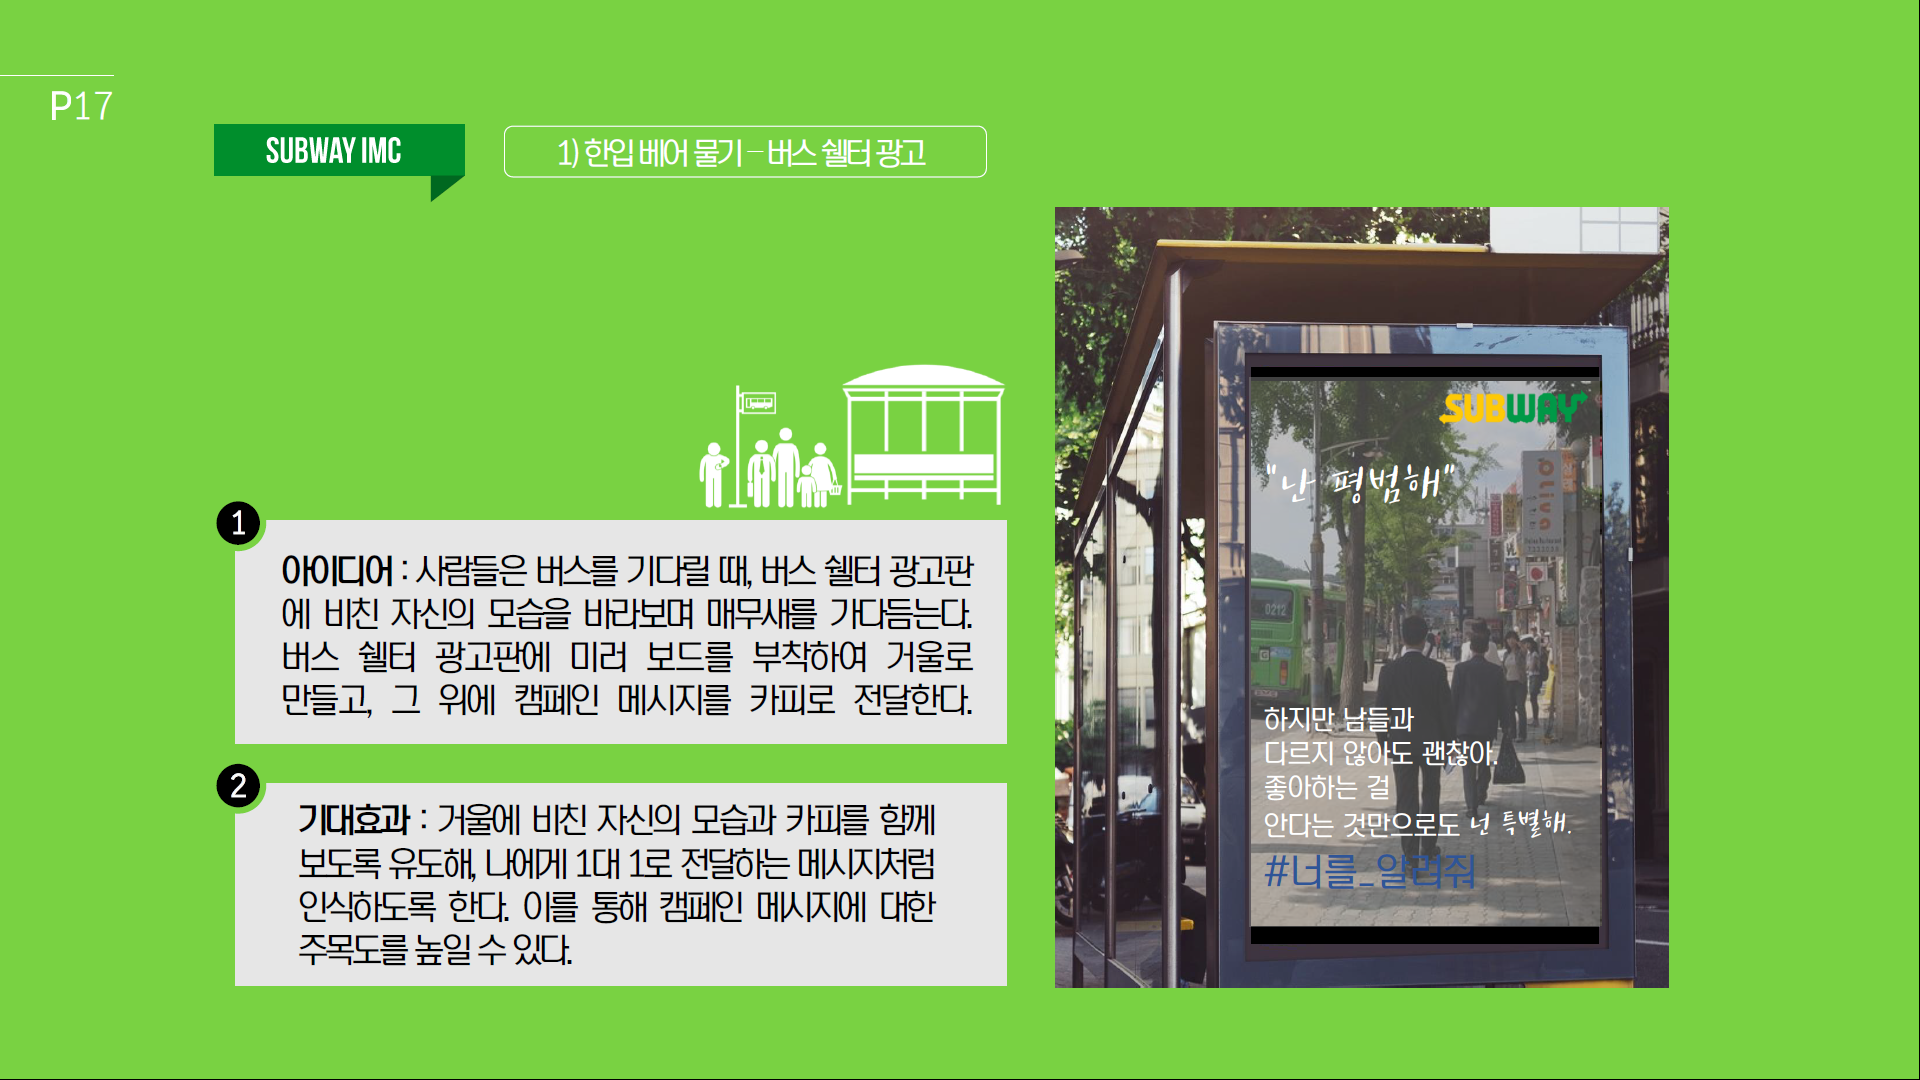 P17
SUBWAY IMC
1) 한입 베어 물기 – 버스 쉘터 광고
1
아이디어 : 사람들은 버스를 기다릴 때, 버스 쉘터 광고판
에 비친 자신의 모습을 바라보며 매무새를 가다듬는다.
버스 쉘터 광고판에 미러 보드를 부착하여 거울로
만들고, 그 위에 캠페인 메시지를 카피로 전달한다.
2
기대효과 : 거울에 비친 자신의 모습과 카피를 함께
보도록 유도해, 나에게 1대 1로 전달하는 메시지처럼
인식하도록 한다. 이를 통해 캠페인 메시지에 대한
주목도를 높일 수 있다.
SUBWAY
"난 평범해"
0212
하지만 남들과
다르지 않아도 괜찮아.
좋아하는 걸
안다는 것만으로도 넌 특별해.
#너를_알려줘